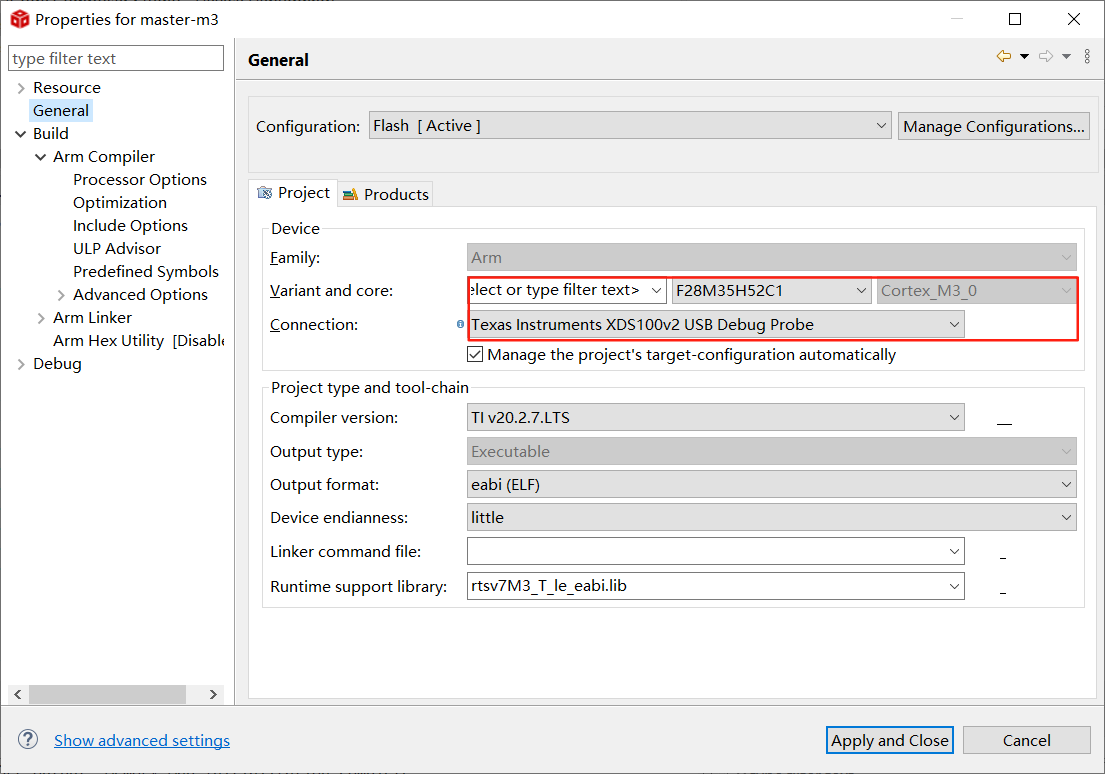 Properties for master-m3
type filter text
Resource
General
Build
Arm Compiler
Processor Options
Optimization
Include Options
ULP Advisor
Predefined Symbols
Advanced Options
Arm Linker
Arm Hex Utility [Disable
Debug
General
Configuration:
Flash [ Active ]
Manage Configurations...
Project
Products
Device
Family:
Arm
Variant and core:
elect or type filter text>
F28M35H52C1
Cortex_M3_0
Connection:
Texas Instruments XDS100v2 USB Debug Probe
Manage the project's target-configuration automatically
Project type and tool-chain
Compiler version:
TI v20.2.7.LTS
Output type:
Executable
Output format:
eabi (ELF)
Device endianness:
little
Linker command file:
Runtime support library:
rtsv7M3_T_le_eabi.lib
Show advanced settings
Apply and Close
Cancel